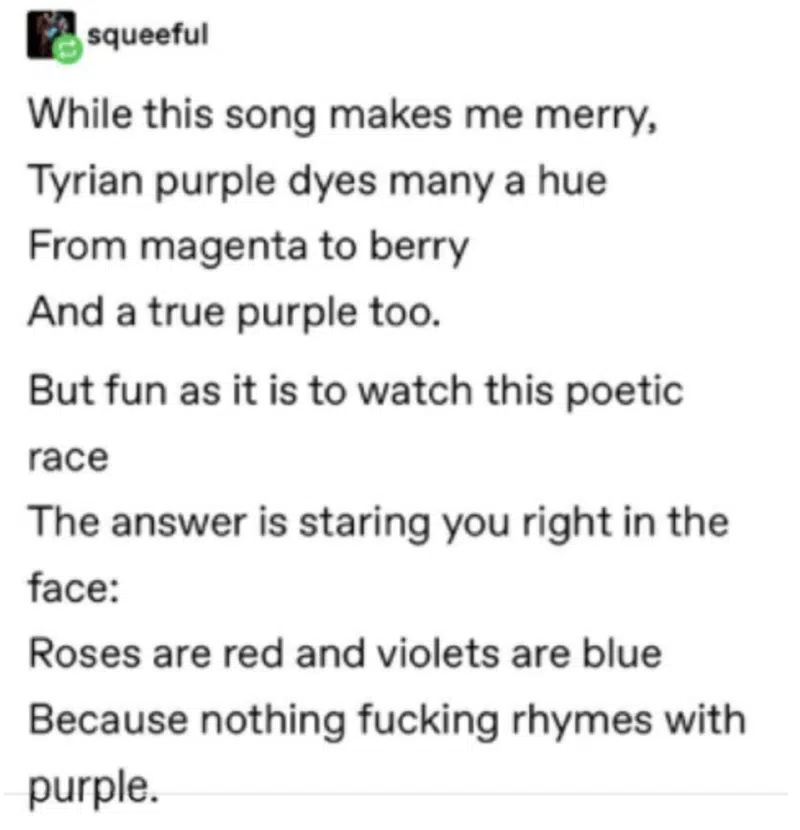 squeeful
While this song makes me merry,
Tyrian purple dyes many a hue
From magenta to berry
And a true purple too.
But fun as it is to watch this poetic
race
The answer is staring you right in the
face:
Roses are red and violets are blue
Because nothing fucking rhymes with
purple.